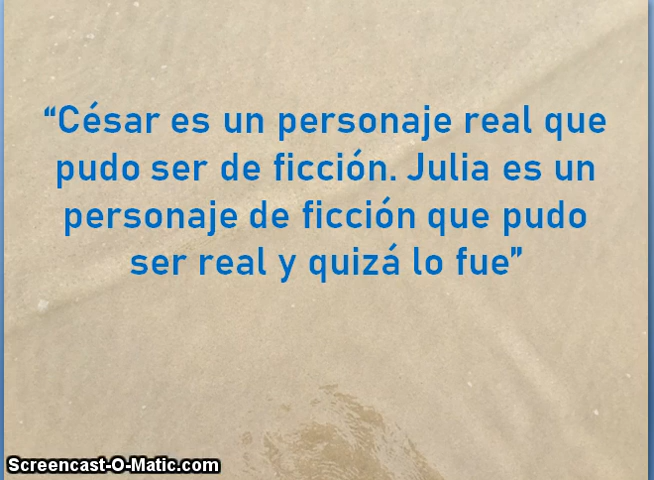 “César es un personaje real que
pudo ser de ficción. Julia es un
personaje de ficción que pudo
ser real y quizá lo fue”
Screencast-O-Matic.com